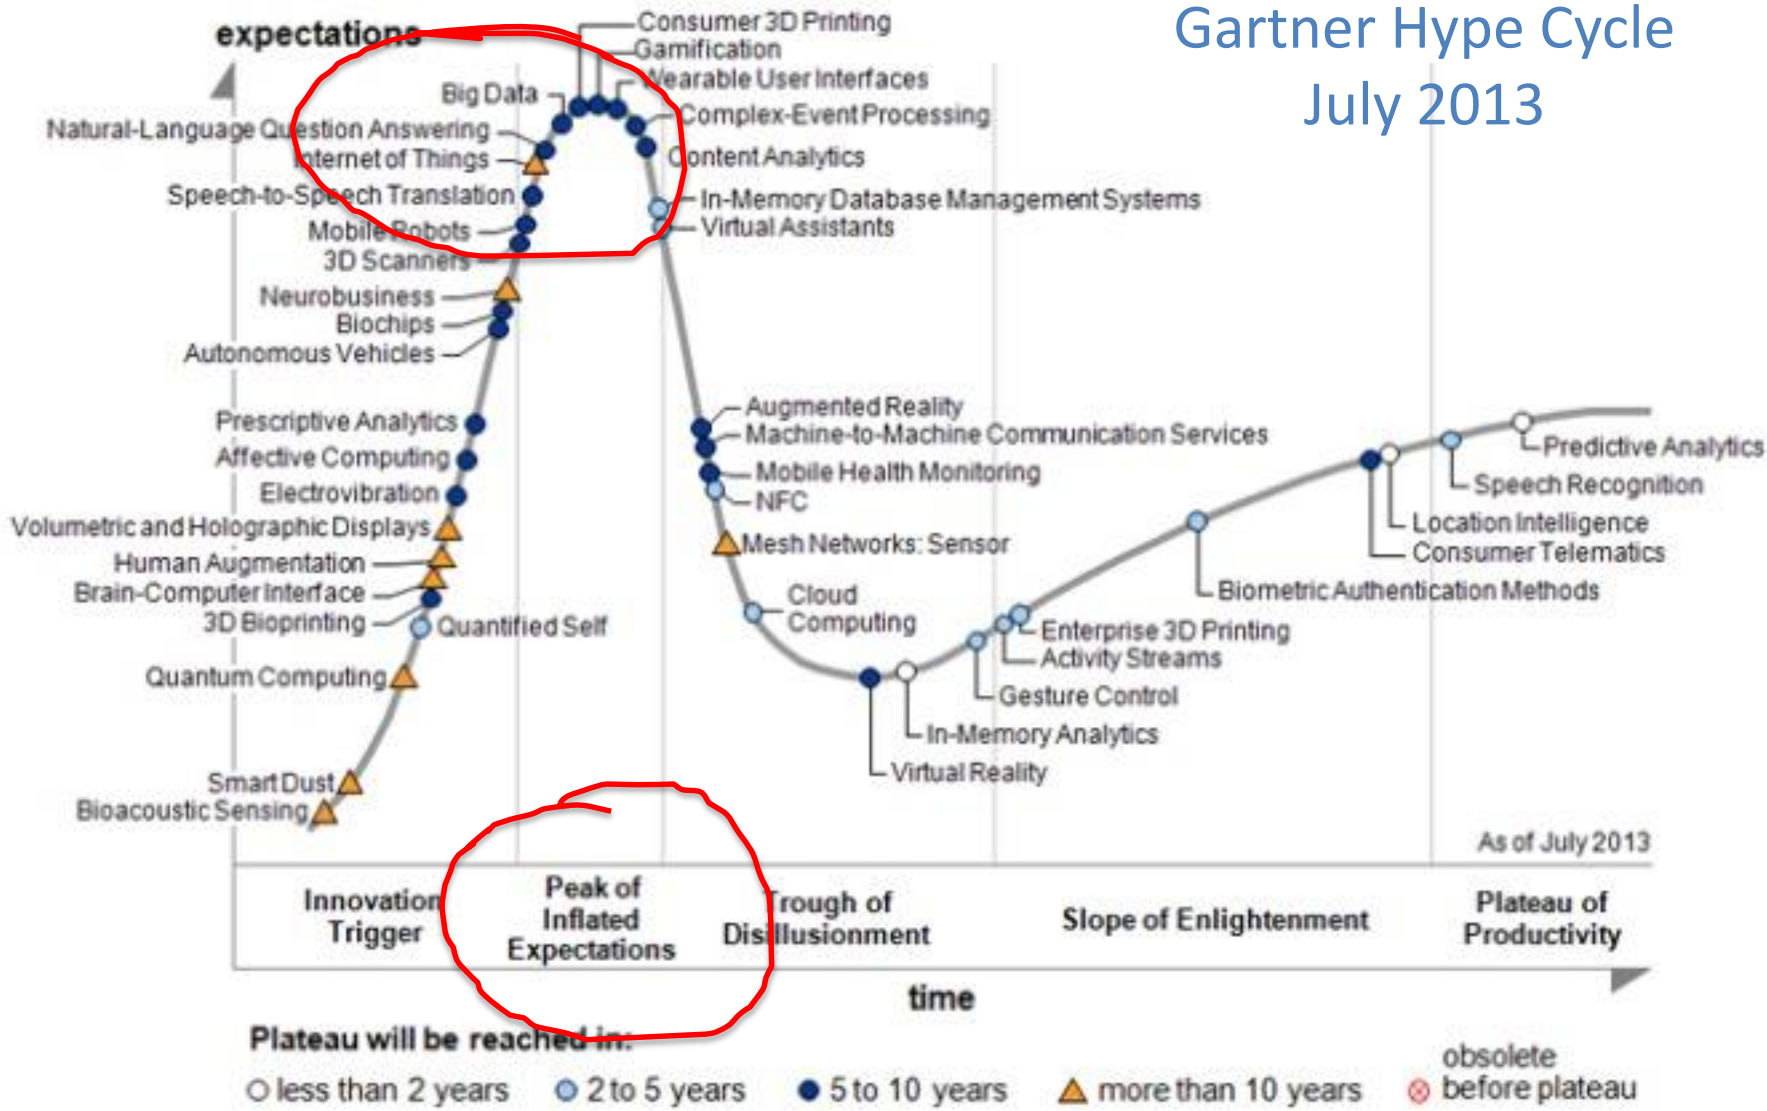 Gartner Hype Cycle
July 2013
expectations
Consumer 3D Printing
Gamification
Wearable User Interfaces
Big Data
Complex-Event Processing
Natural-Language Question Answering
Internet of Things
Content Analytics
Speech-to-Speech Translation
In-Memory Database Management Systems
Mobile Robots
Virtual Assistants
3D Scanners
Neurobusiness
Biochips
Autonomous Vehicles
Augmented Reality
Prescriptive Analytics
Machine-to-Machine Communication Services
Predictive Analytics
Affective Computing
Mobile Health Monitoring
Speech Recognition
Electrovibration
NFC
Volumetric and Holographic Displays
Location Intelligence
Mesh Networks: Sensor
Consumer Telematics
Human Augmentation
Brain-Computer Interface
Biometric Authentication Methods
Cloud
Computing
3D Bioprinting
Quantified Self
Enterprise 3D Printing
Activity Streams
Quantum Computing
Gesture Control
In-Memory Analytics
Virtual Reality
Smart Dust
Bioacoustic Sensing
As of July 2013
Innovation
Trigger
Peak of
Inflated
Expectations
Trough of
Disillusionment
Slope of Enlightenment
Plateau of
Productivity
time
Plateau will be reached in:
less than 2 years
2 to 5 years
5 to 10 years
more than 10 years
obsolete
before plateau